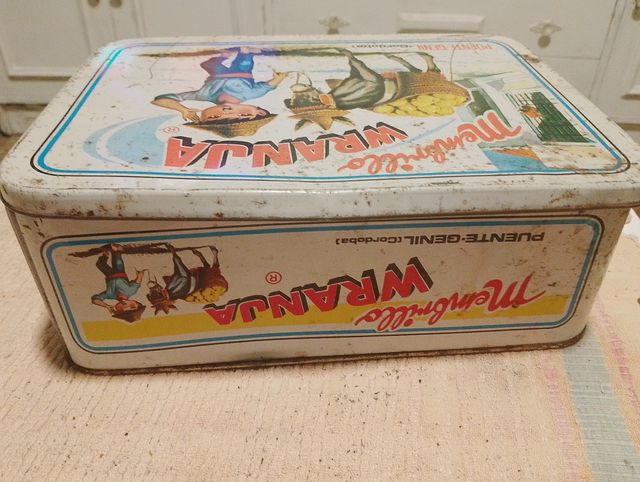 Membrillo
WRANJA ®
PUENTE-GENIL
(Cordoba)
Membrillo
WRANJA ®
PUENTE-GENIL (Cordoba)